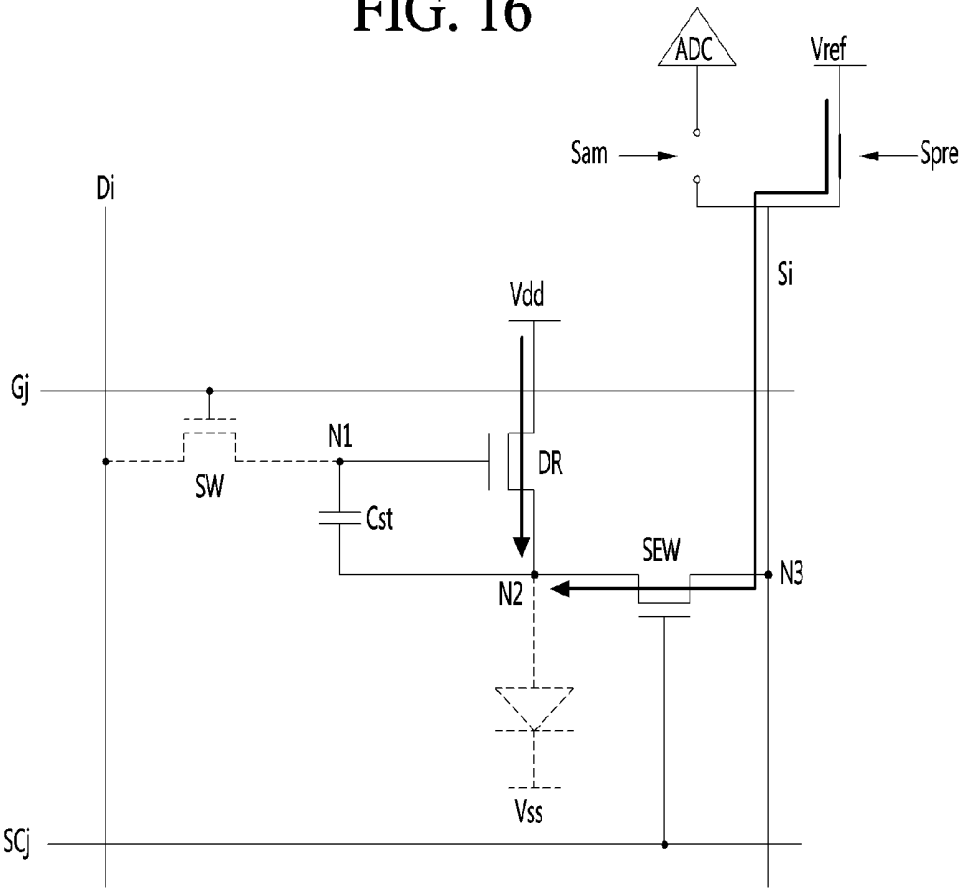 FIG. 16
ADC
Vref
Sam
Spre
Di
Si
Vdd
Gj
N1
DR
SW
Cst
SEW
N2
N3
Vss
SCj